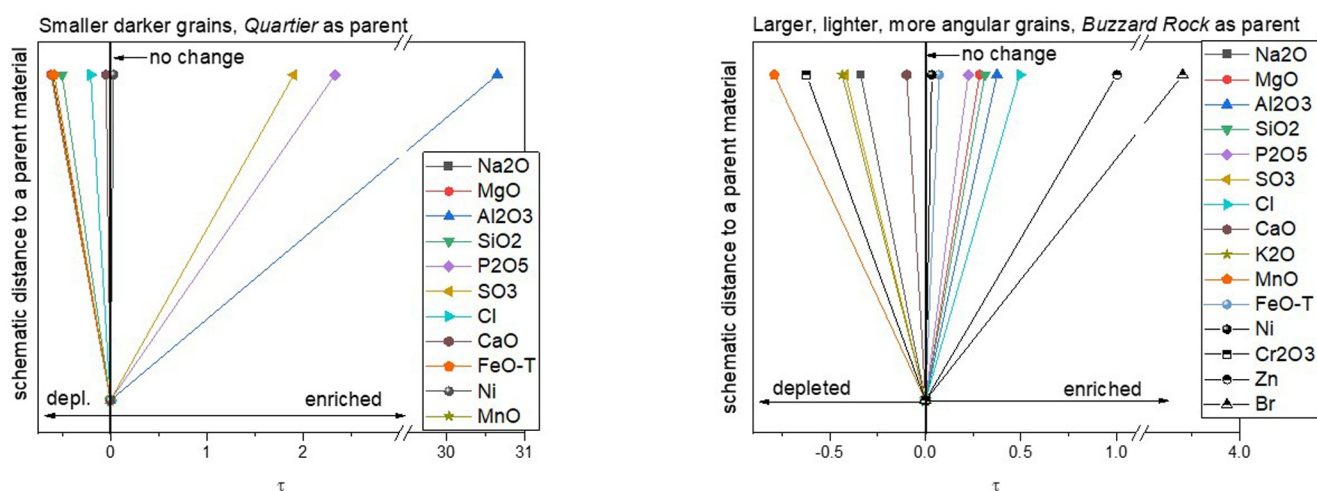 Smaller darker grains, Quartier as parent
no change
schematic distance to a parent material
Na2O
MgO
Al2O3
SiO2
P2O5
SO3
Cl
CaO
FeO-T
Ni
MnO
depl.
enriched
0
1
2
30
31
τ
Larger, lighter, more angular grains, Buzzard Rock as parent
no change
schematic distance to a parent material
Na2O
MgO
Al2O3
SiO2
P2O5
SO3
Cl
CaO
K2O
MnO
FeO-T
Ni
Cr2O3
Zn
Br
depleted
enriched
-0.5
0.0
0.5
1.0
4.0
τ